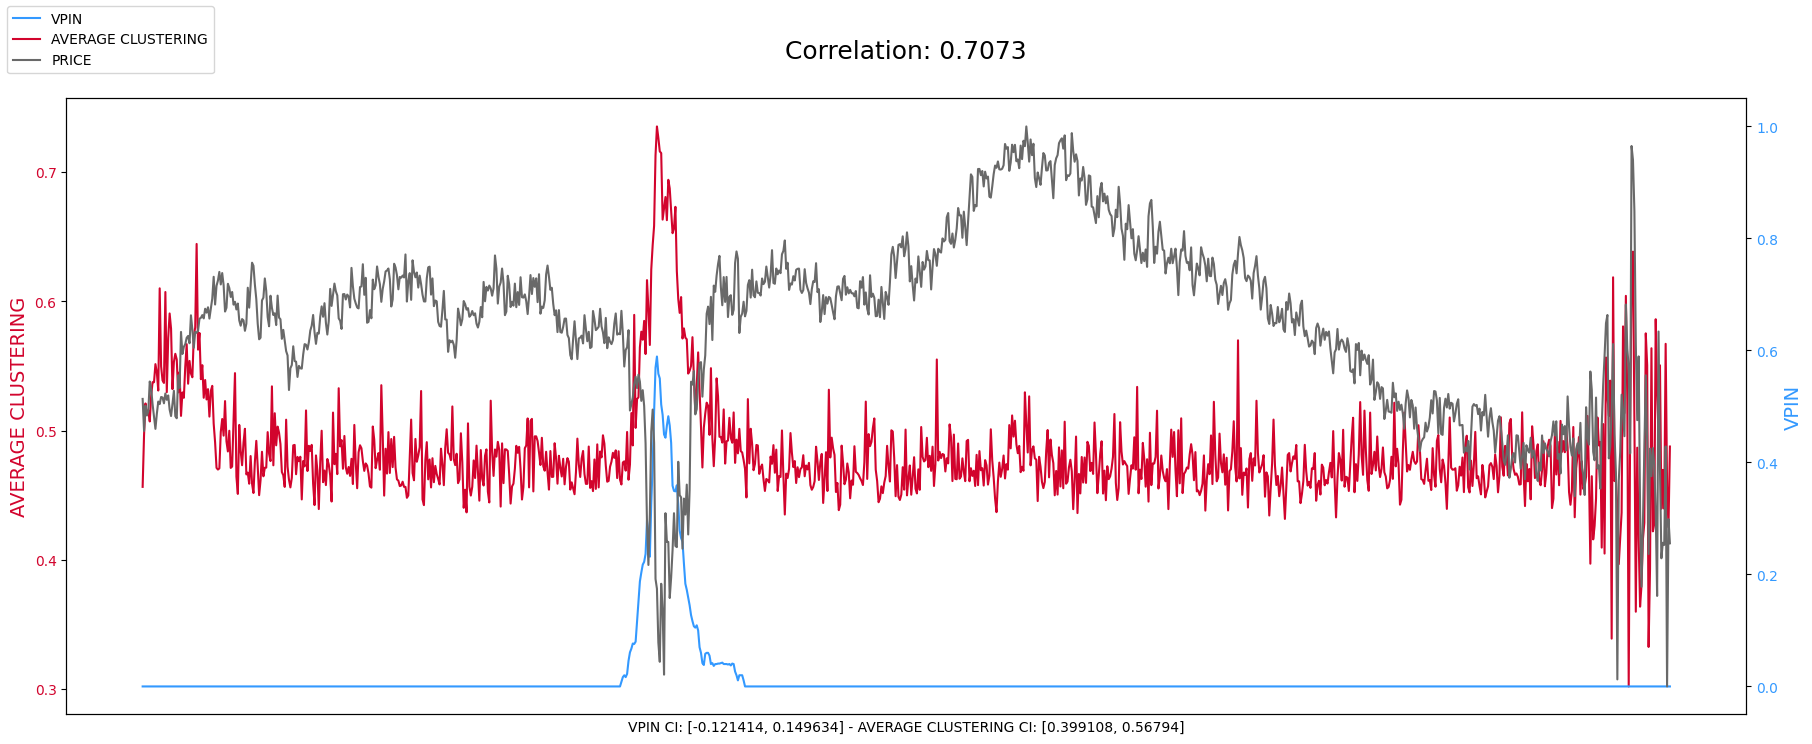 VPIN
AVERAGE CLUSTERING
PRICE
Correlation: 0.7073
AVERAGE CLUSTERING
0.7
0.6
0.5
0.4
0.3
1.0
0.8
0.6
0.4
0.2
0.0
VPIN
VPIN CI: [-0.121414, 0.149634] - AVERAGE CLUSTERING CI: [0.399108, 0.56794]